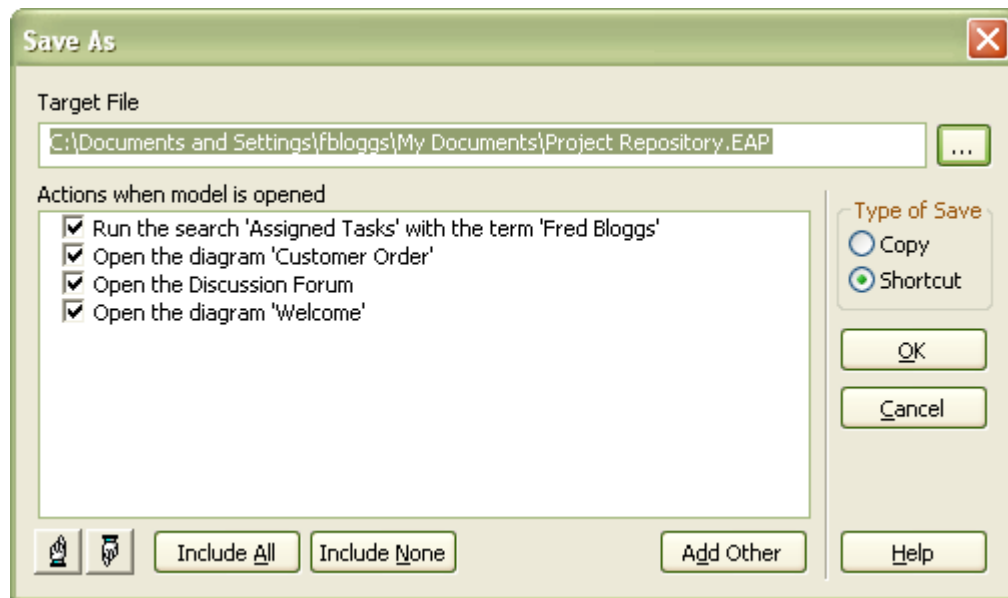 Save As
Target File
C:\Documents and Settings\fbloggs\My Documents\Project Repository.EAP
...
Actions when model is opened
Run the search 'Assigned Tasks' with the term 'Fred Bloggs'
Open the diagram 'Customer Order'
Open the Discussion Forum
Open the diagram 'Welcome'
Type of Save
Copy
Shortcut
OK
Cancel
Include All
Include None
Add Other
Help